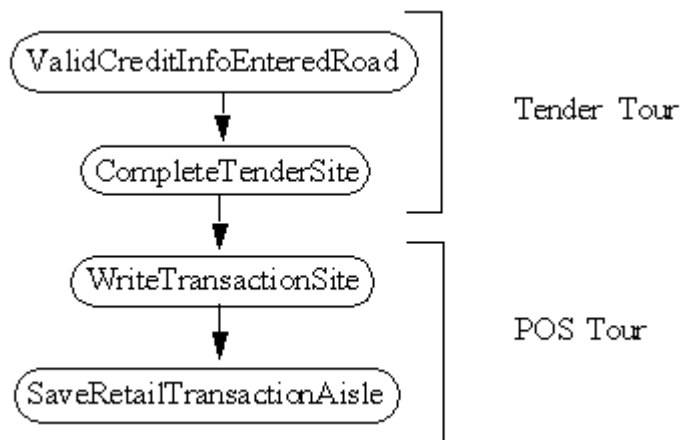 ValidCreditInfoEnteredRoad
Tender Tour
CompleteTenderSite
WriteTransactionSite
POS Tour
SaveRetailTransactionAisle